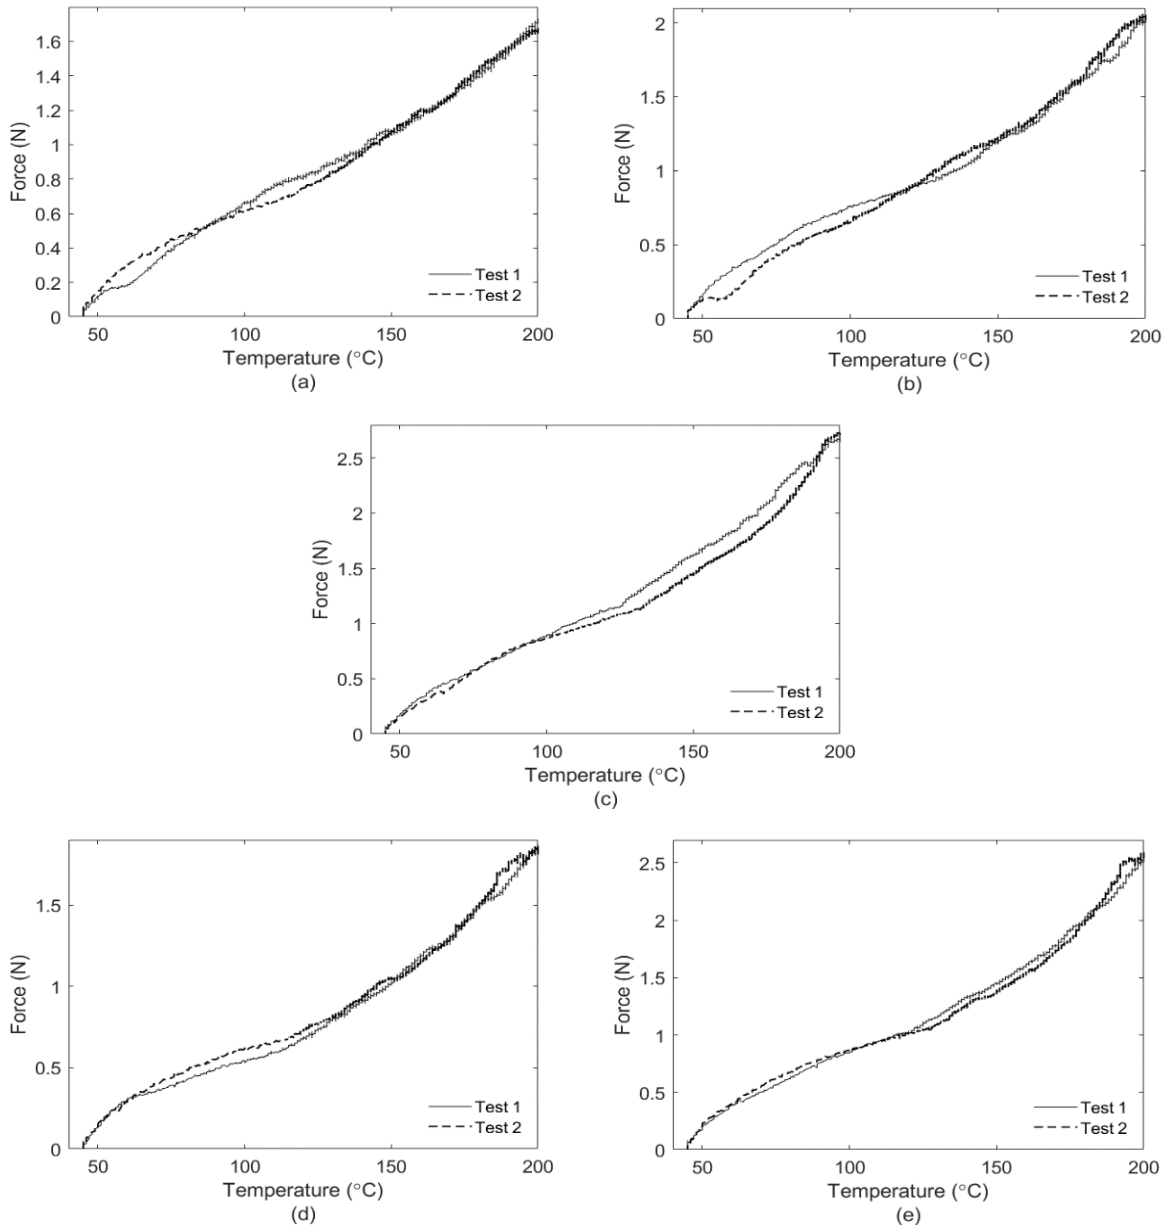 1.6
1.4
1.2
1
0.8
0.6
0.4
0.2
0
Force (N)
Test 1
Test 2
50 100 150 200
Temperature (°C)
(a)
2
1.5
1
0.5
0
Force (N)
Test 1
Test 2
50 100 150 200
Temperature (°C)
(b)
2.5
2
1.5
1
0.5
0
Force (N)
Test 1
Test 2
50 100 150 200
Temperature (°C)
(c)
1.5
1
0.5
0
Force (N)
Test 1
Test 2
50 100 150 200
Temperature (°C)
(d)
2.5
2
1.5
1
0.5
0
Force (N)
Test 1
Test 2
50 100 150 200
Temperature (°C)
(e)